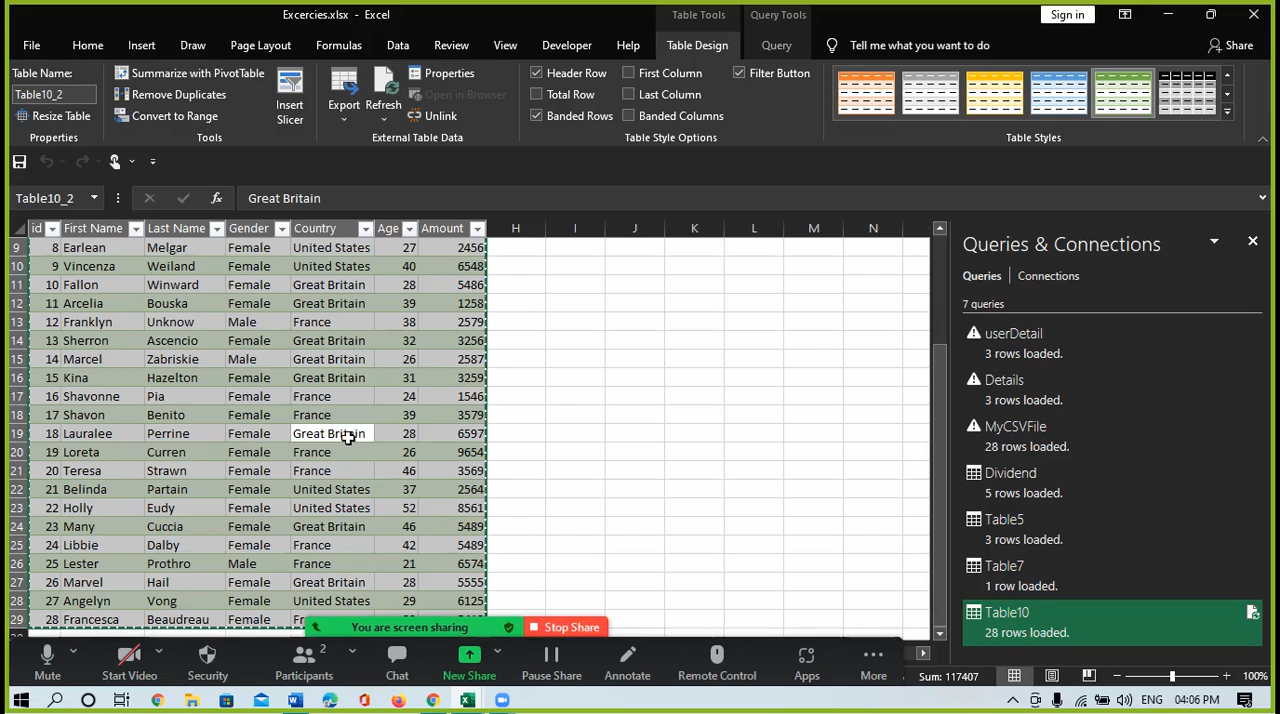 Excercies.xlsx - Excel
Table Tools
Query Tools
Sign in
File Home Insert Draw Page Layout Formulas Data Review View Developer Help Table Design Query Tell me what you want to do Share
Table Name:
Table10_2
Resize Table
Properties
Summarize with PivotTable
Remove Duplicates
Convert to Range
Tools
Insert
Slicer
Export
Refresh
Properties
Open in Browser
Unlink
External Table Data
Header Row
Total Row
Banded Rows
First Column
Last Column
Banded Columns
Filter Button
Table Style Options
Table Styles
Table10_2
fx
Great Britain
id First Name Last Name Gender Country Age Amount H I J K L M N
9 8 Earlean Melgar Female United States 27 2456
10 9 Vincenza Weiland Female United States 40 6548
11 10 Fallon Winward Female Great Britain 28 5486
12 11 Arcelia Bouska Female Great Britain 39 1258
13 12 Franklyn Unknow Male France 38 2579
14 13 Sherron Ascencio Female Great Britain 32 3256
15 14 Marcel Zabriskie Male Great Britain 26 2587
16 15 Kina Hazelton Female Great Britain 31 3259
17 16 Shavonne Pia Female France 24 1546
18 17 Shavon Benito Female France 39 3579
19 18 Lauralee Perrine Female Great Britain 28 6597
20 19 Loreta Curren Female France 26 9654
21 20 Teresa Strawn Female France 46 3569
22 21 Belinda Partain Female United States 37 2564
23 22 Holly Eudy Female United States 52 8561
24 23 Many Cuccia Female Great Britain 46 5489
25 24 Libbie Dalby Female France 42 5489
26 25 Lester Prothro Male France 21 6574
27 26 Marvel Hail Female Great Britain 28 5555
28 27 Angelyn Vong Female United States 29 6125
29 28 Francesca Beaudreau Female
Queries & Connections
Queries Connections
7 queries
userDetail
3 rows loaded.
Details
3 rows loaded.
MyCSVFile
28 rows loaded.
Dividend
5 rows loaded.
Table5
3 rows loaded.
Table7
1 row loaded.
Table10
28 rows loaded.
You are screen sharing
Stop Share
Mute
Start Video
Security
2
Participants
Chat
New Share
Pause Share
Annotate
Remote Control
Apps
More
Sum: 117407
100%
ENG 04:06 PM